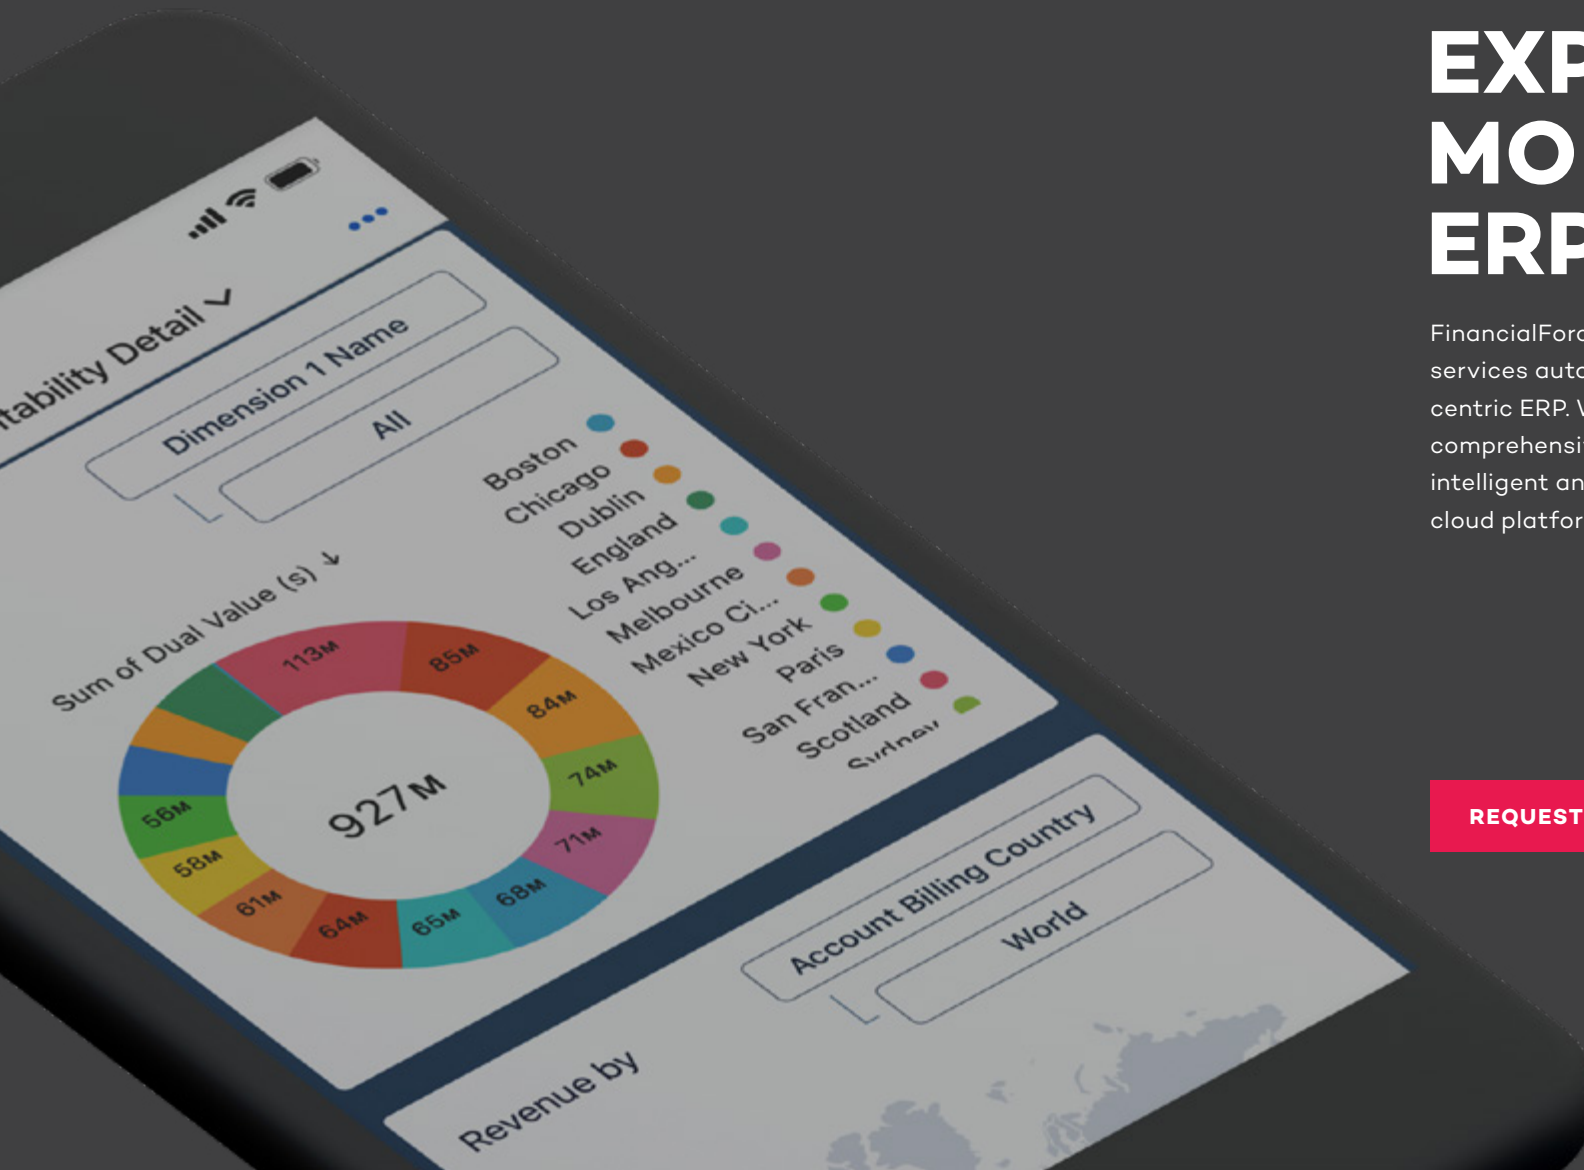 tability Detail
Dimension 1 Name
All
Sum of Dual Value (s) ↓
113M
85M
84M
74M
71M
68M
65M
64M
61M
58M
56M
927M
Boston
Chicago
Dublin
England
Los Ang...
Melbourne
Mexico Ci...
New York
Paris
San Fran...
Scotland
Sydney
Account Billing Country
World
Revenue by
EXP
MO
ERP
FinancialForc
services auto
centric ERP. V
comprehensi
intelligent an
cloud platfor
REQUEST